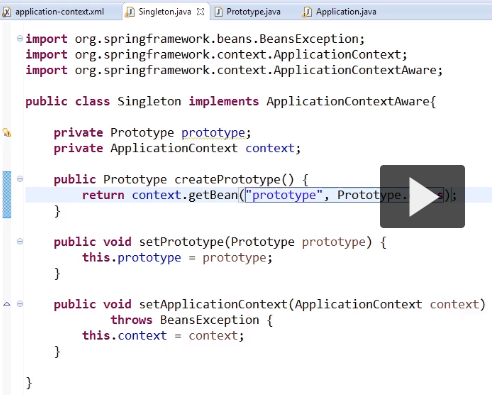 application-context.xml Singleton.java Prototype.java Application.java
import org.springframework.beans.BeansException;
import org.springframework.context.ApplicationContext;
import org.springframework.context.ApplicationContextAware;
public class Singleton implements ApplicationContextAware{
private Prototype prototype;
private ApplicationContext context;
public Prototype createPrototype() {
return context.getBean("prototype", Prototype. );
}
public void setPrototype(Prototype prototype) {
this.prototype = prototype;
}
public void setApplicationContext(ApplicationContext context)
throws BeansException {
this.context = context;
}
}